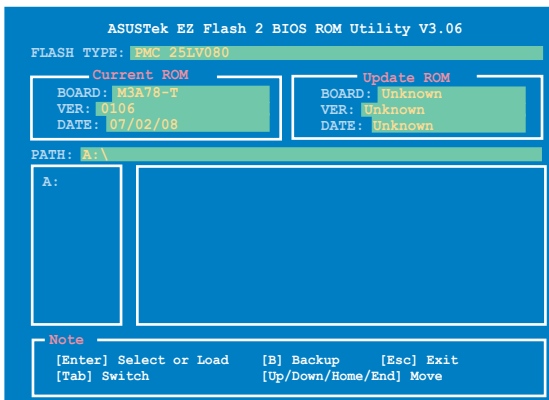 ASUSTek EZ Flash 2 BIOS ROM Utility V3.06
FLASH TYPE: PMC 25LV080
Current ROM
BOARD: M3A78-T
VER: 0106
DATE: 07/02/08
Update ROM
BOARD: Unknown
VER: Unknown
DATE: Unknown
PATH: A:\
A:
Note
[Enter] Select or Load [B] Backup [Esc] Exit
[Tab] Switch [Up/Down/Home/End] Move